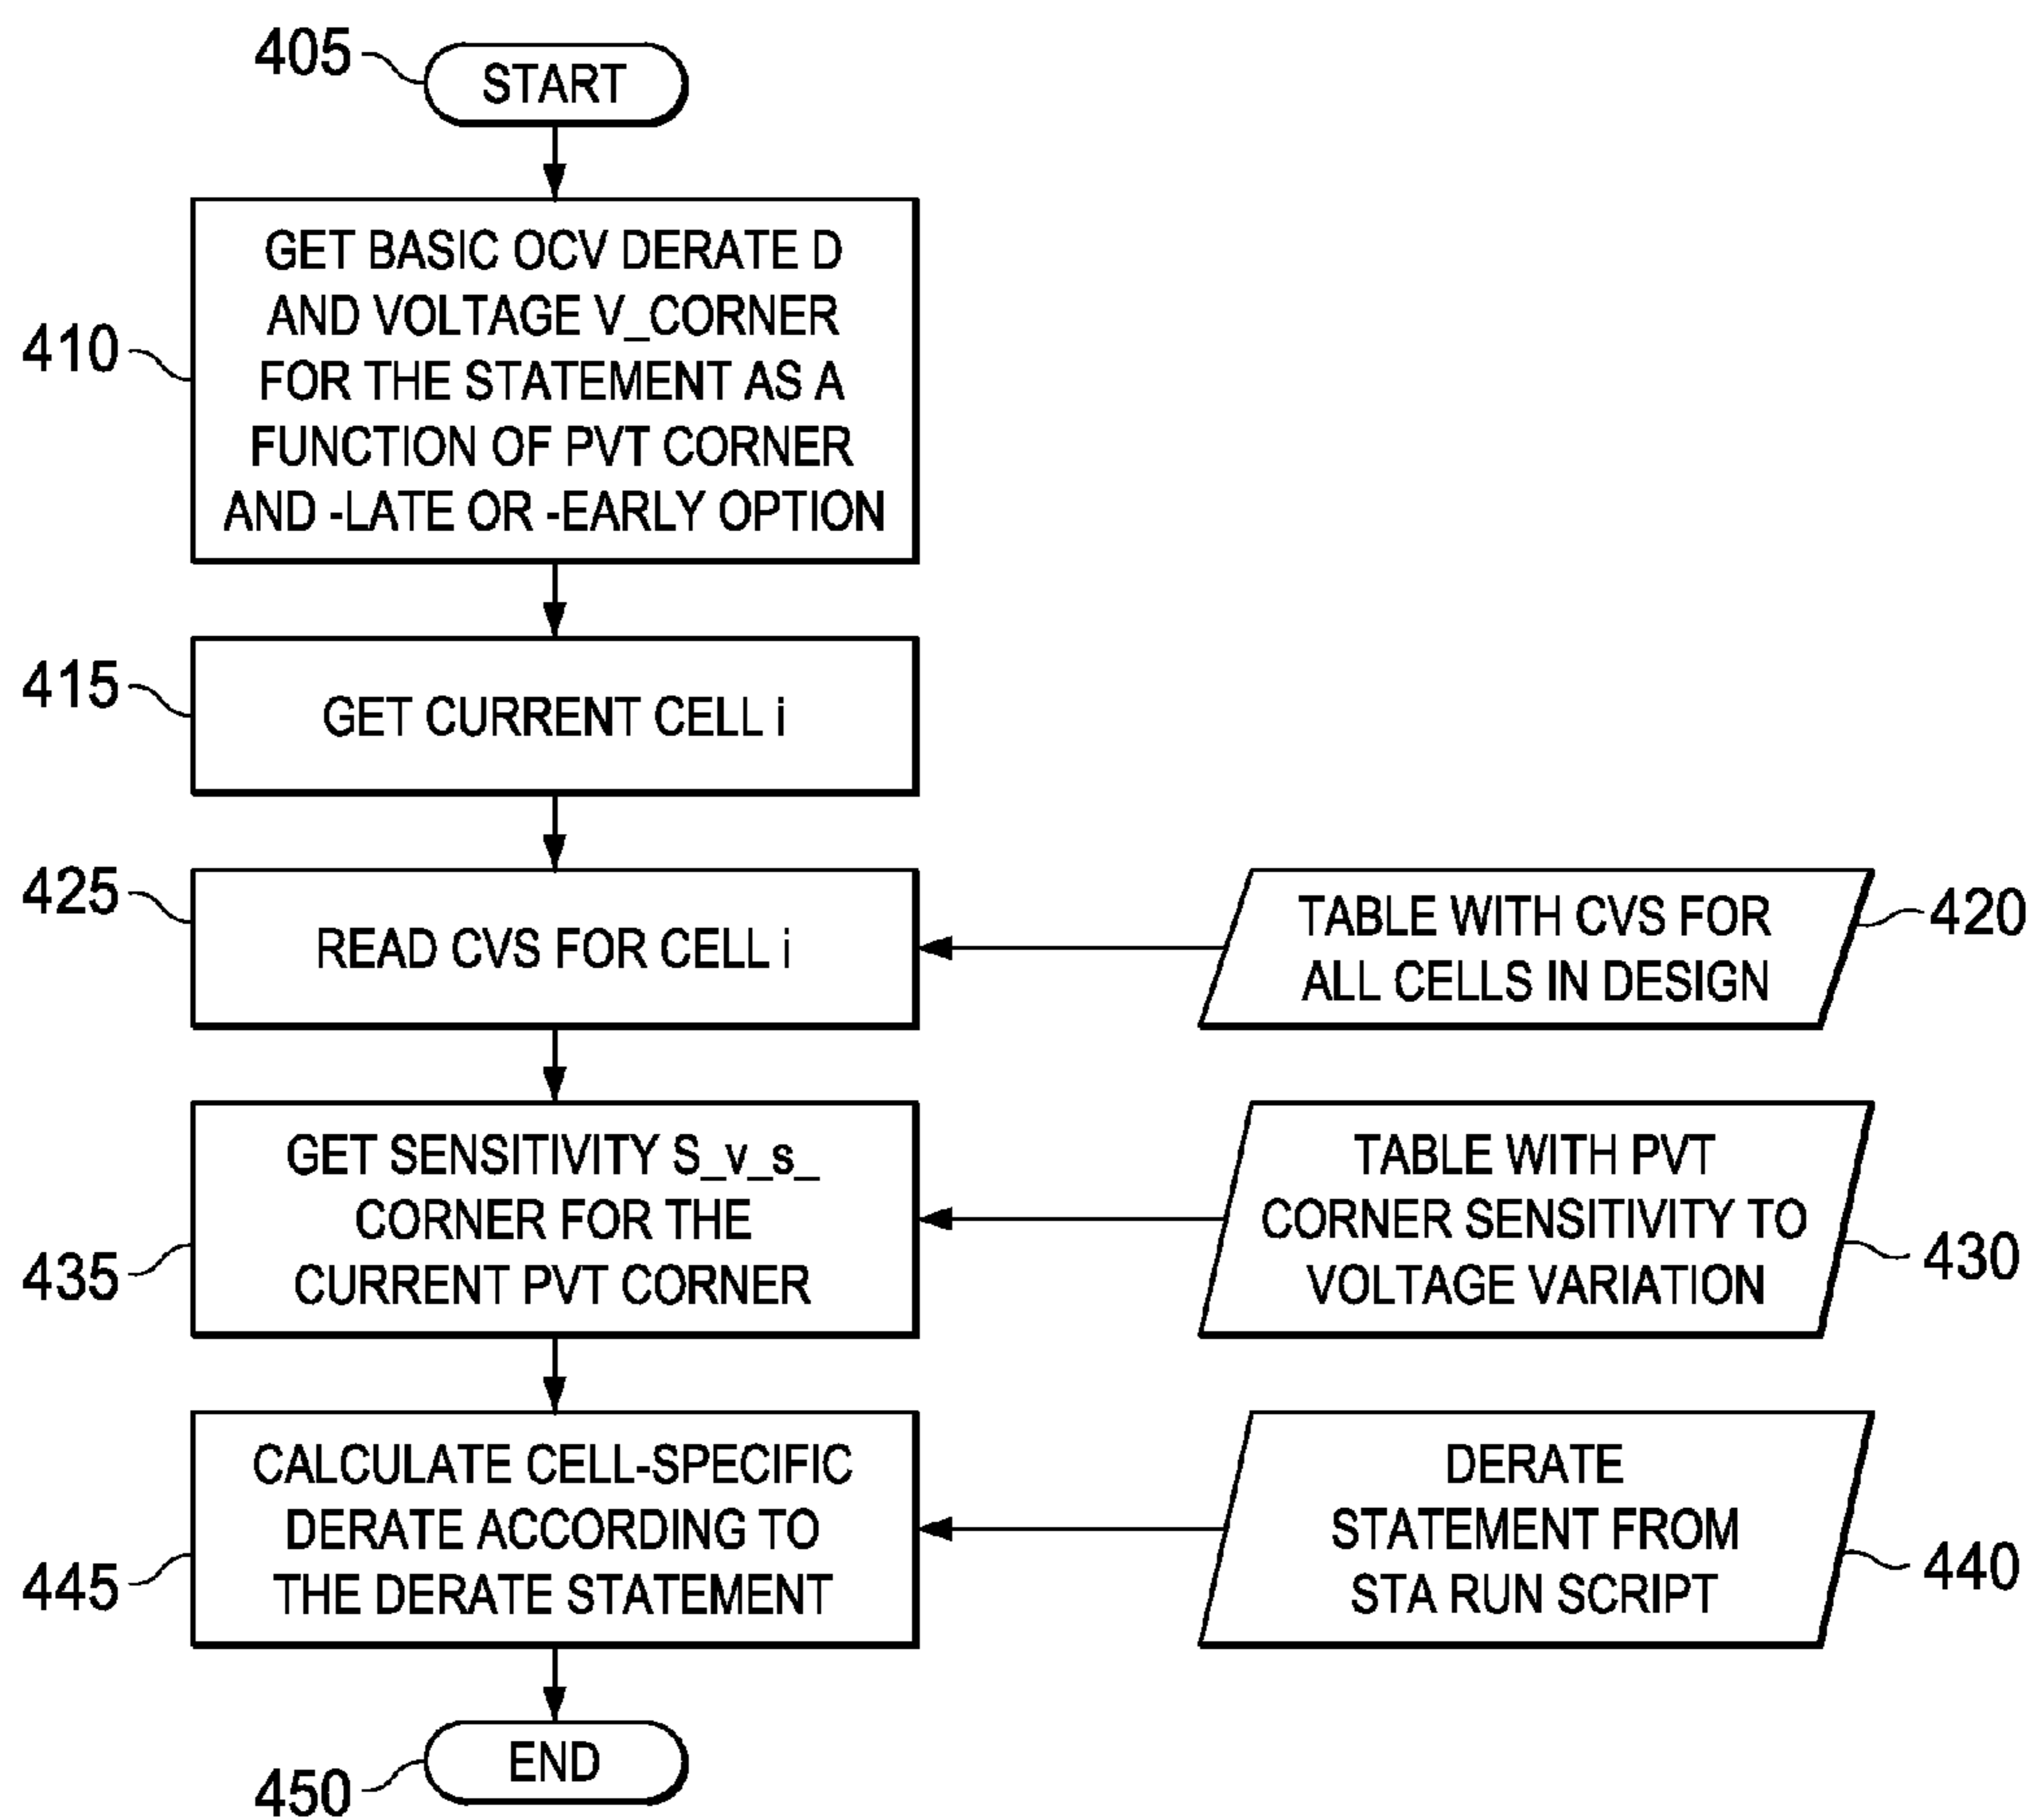 405
START
410
GET BASIC OCV DERATE D
AND VOLTAGE V_CORNER
FOR THE STATEMENT AS A
FUNCTION OF PVT CORNER
AND -LATE OR -EARLY OPTION
415
GET CURRENT CELL i
425
READ CVS FOR CELL i
TABLE WITH CVS FOR
ALL CELLS IN DESIGN
420
435
GET SENSITIVITY S_v_s_
CORNER FOR THE
CURRENT PVT CORNER
TABLE WITH PVT
CORNER SENSITIVITY TO
VOLTAGE VARIATION
430
445
CALCULATE CELL-SPECIFIC
DERATE ACCORDING TO
THE DERATE STATEMENT
DERATE
STATEMENT FROM
STA RUN SCRIPT
440
450
END